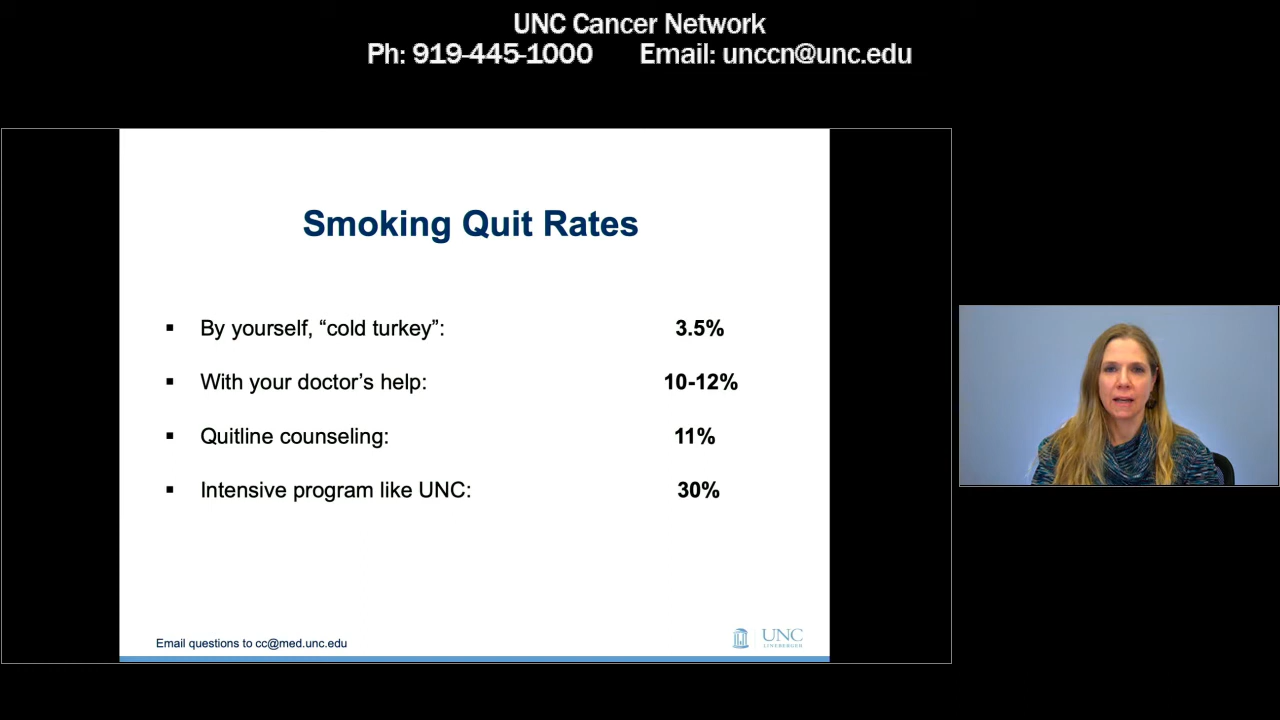 UNC Cancer Network
Ph: 919-445-1000 Email: unccn@unc.edu
Smoking Quit Rates
▪ By yourself, “cold turkey”: 3.5%
▪ With your doctor’s help: 10-12%
▪ Quitline counseling: 11%
▪ Intensive program like UNC: 30%
Email questions to cc@med.unc.edu
UNC
LINEBERGER